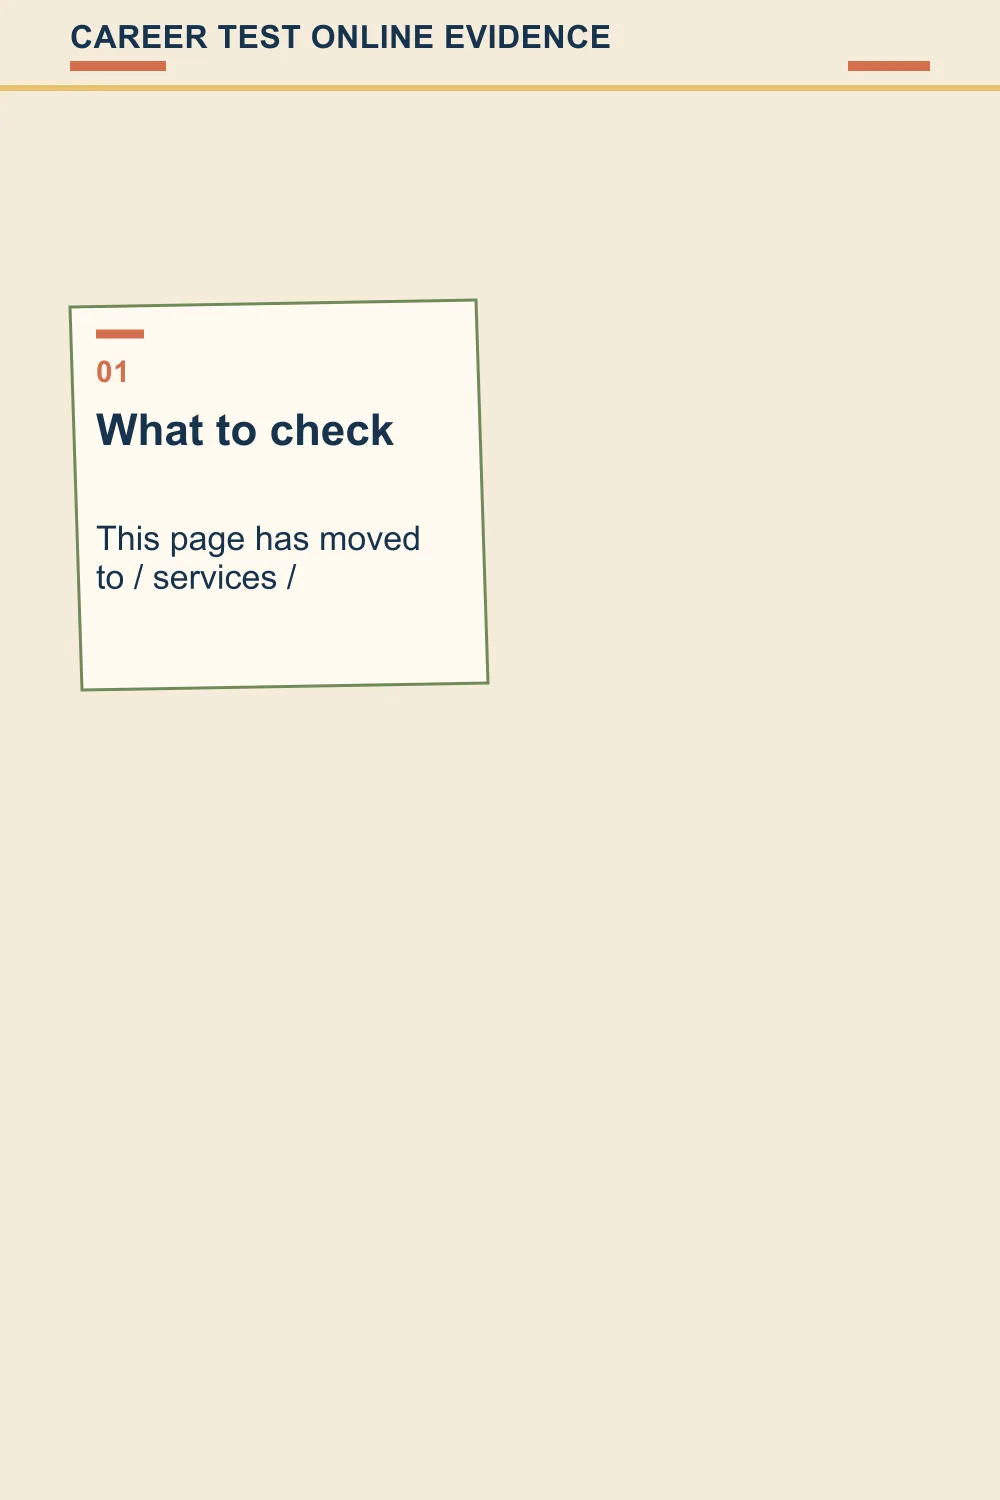 CAREER TEST ONLINE EVIDENCE
01
What to check
This page has moved
to / services /